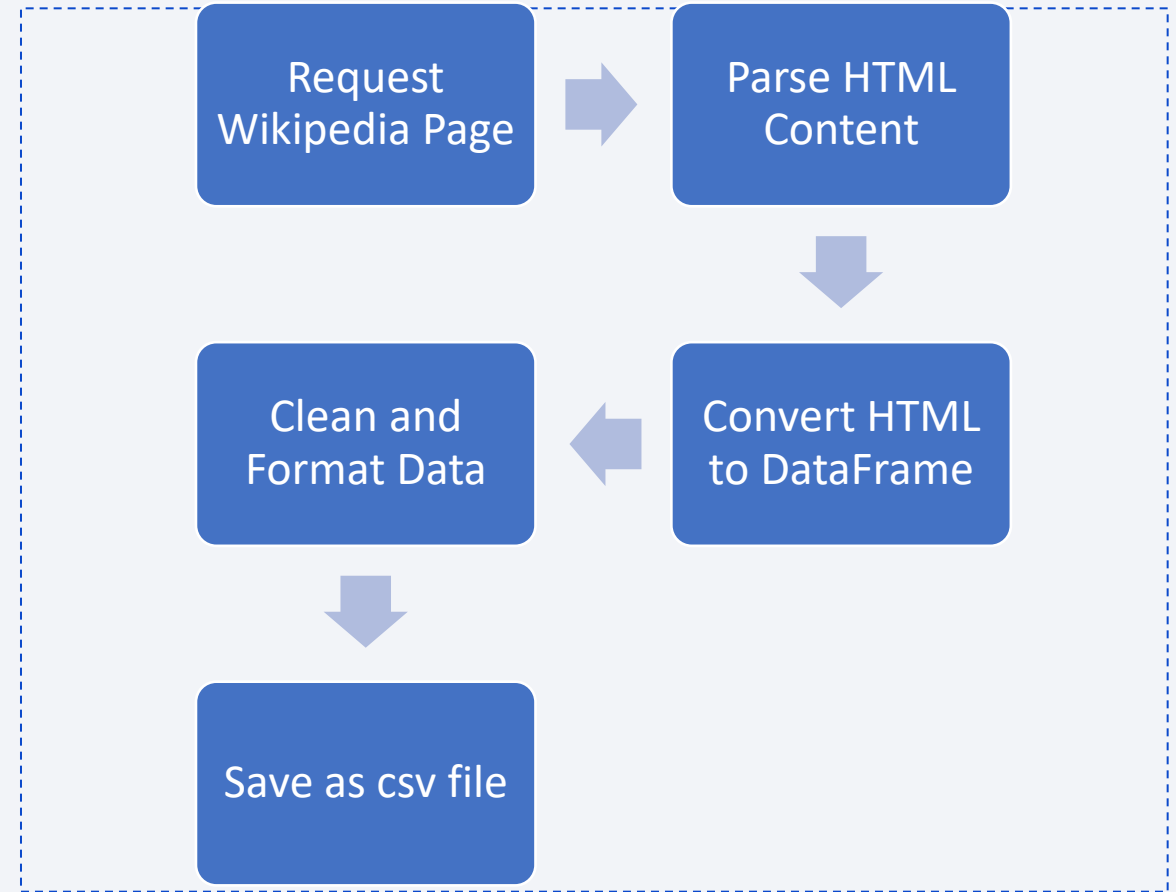 Request
Wikipedia Page
Parse HTML
Content
Convert HTML
to DataFrame
Clean and
Format Data
Save as csv file